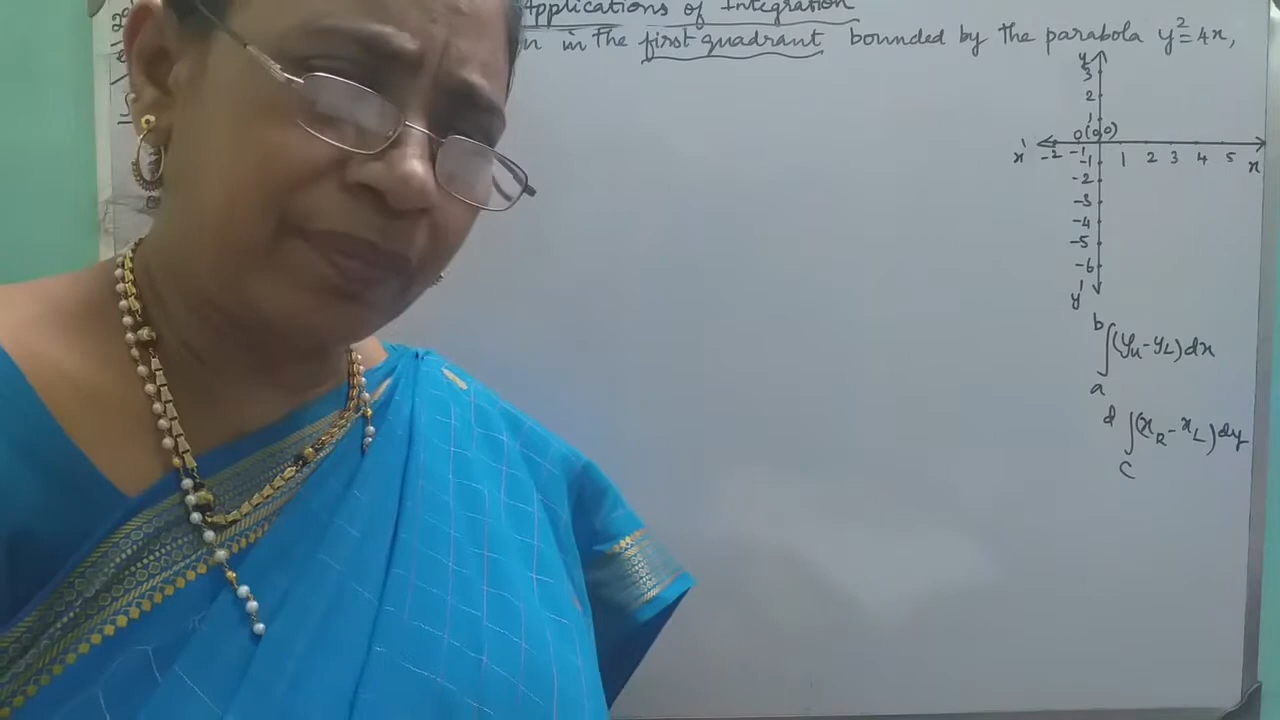 Applications of Integration
in the first quadrant bounded by the parabola y²=4x,
y
3
2
1
0(0,0)
x' -2 -1 1 2 3 4 5 x
-1
-2
-3
-4
-5
-6
y'
b
∫(yu-yL)dx
a
d
∫(xR-xL)dy
c